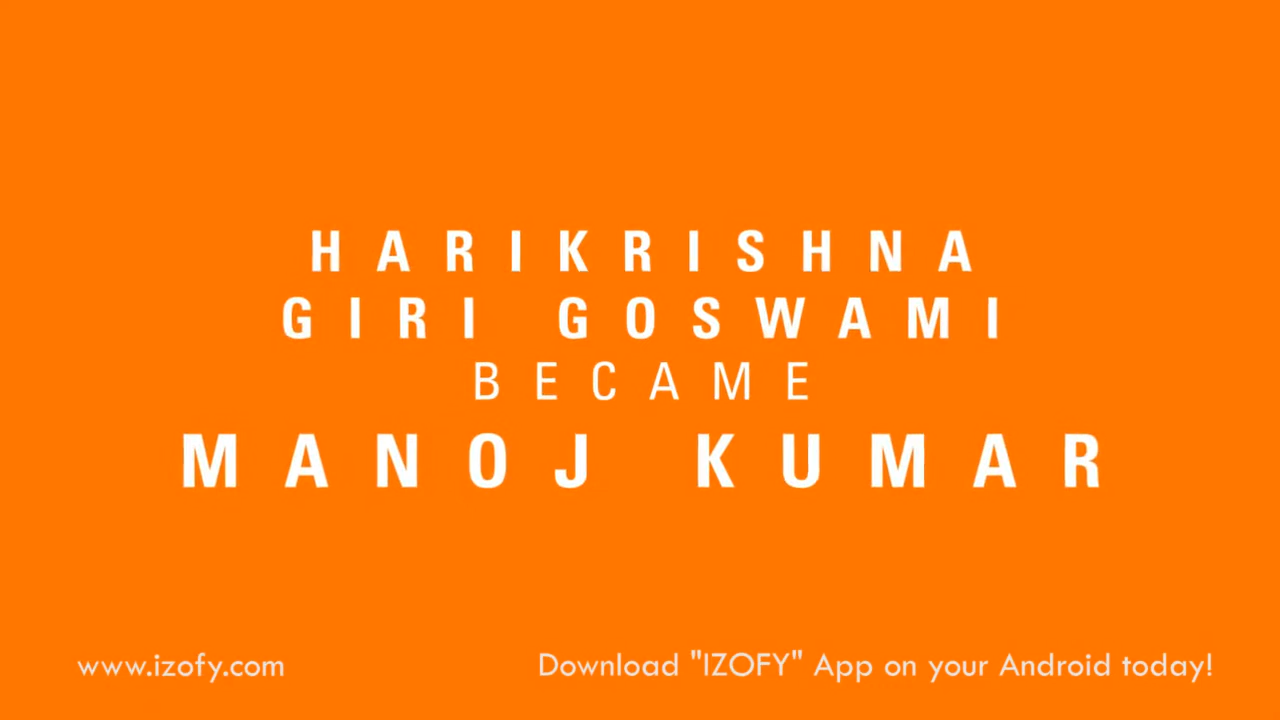 HARIKRISHNA
GIRI GOSWAMI
BECAME
MANOJ KUMAR
www.izofy.com
Download "IZOFY" App on your Android today!